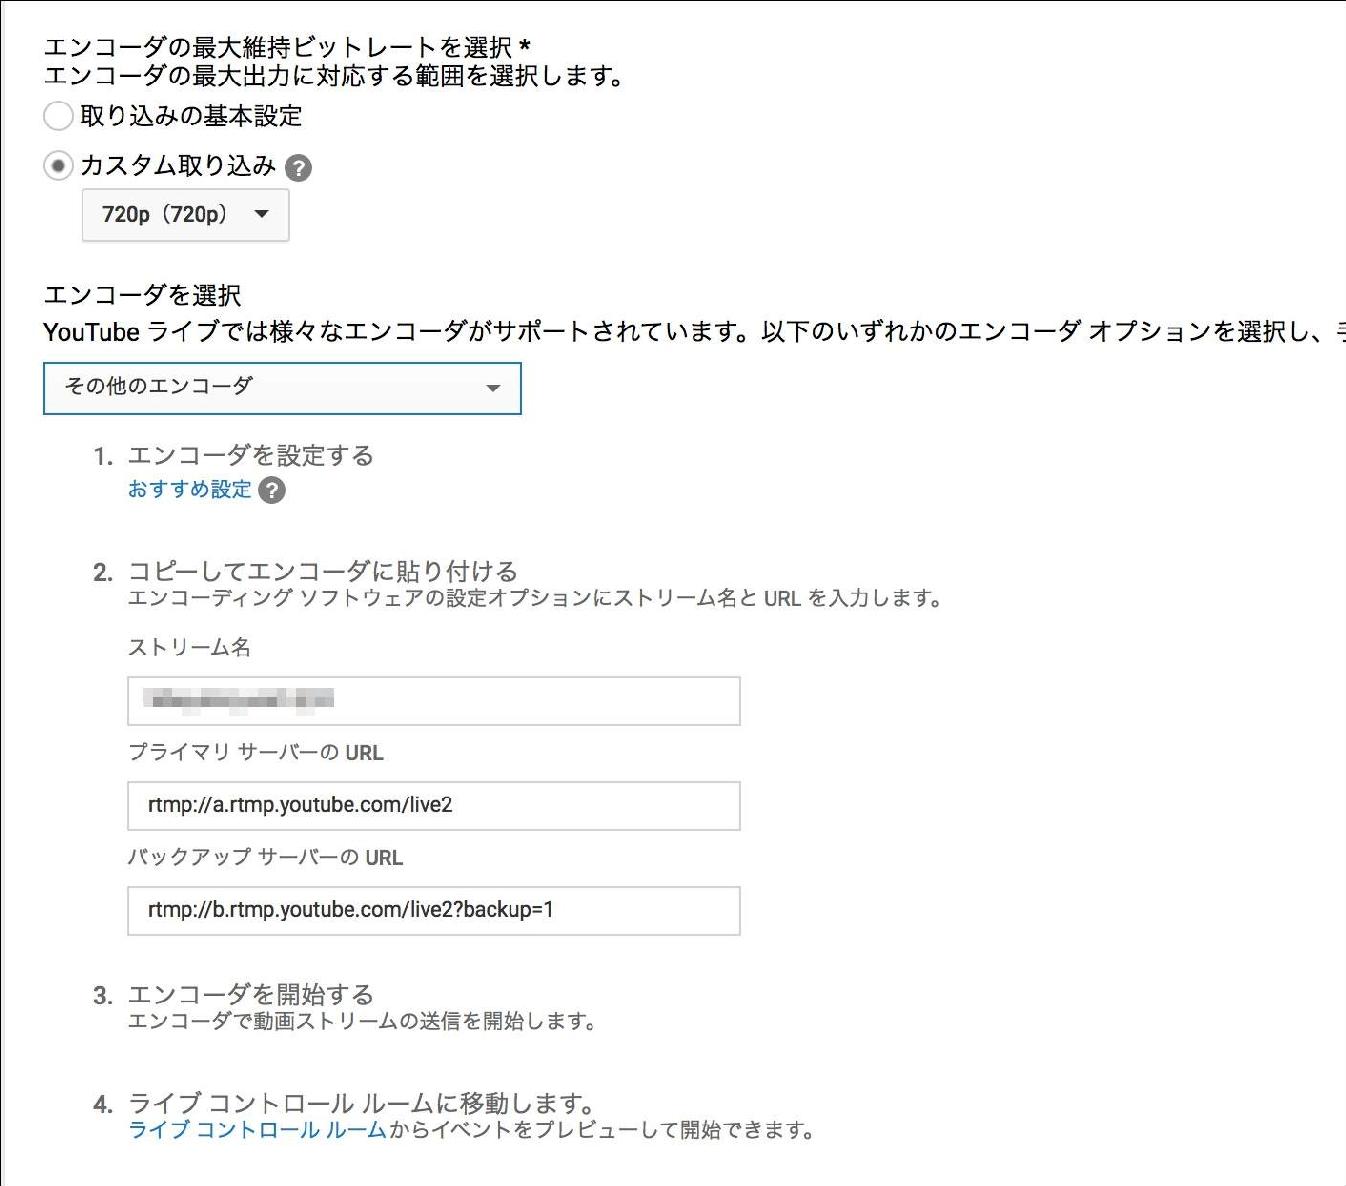 エンコーダの最大維持ビットレートを選択 *
エンコーダの最大出力に対応する範囲を選択します。
取り込みの基本設定
カスタム取り込み ?
720p（720p）
エンコーダを選択
YouTube ライブでは様々なエンコーダがサポートされています。以下のいずれかのエンコーダ オプションを選択し、
その他のエンコーダ
1. エンコーダを設定する
おすすめ設定 ?
2. コピーしてエンコーダに貼り付ける
エンコーディング ソフトウェアの設定オプションにストリーム名と URL を入力します。
ストリーム名
プライマリ サーバーの URL
rtmp://a.rtmp.youtube.com/live2
バックアップ サーバーの URL
rtmp://b.rtmp.youtube.com/live2?backup=1
3. エンコーダを開始する
エンコーダで動画ストリームの送信を開始します。
4. ライブ コントロール ルームに移動します。
ライブ コントロール ルームからイベントをプレビューして開始できます。